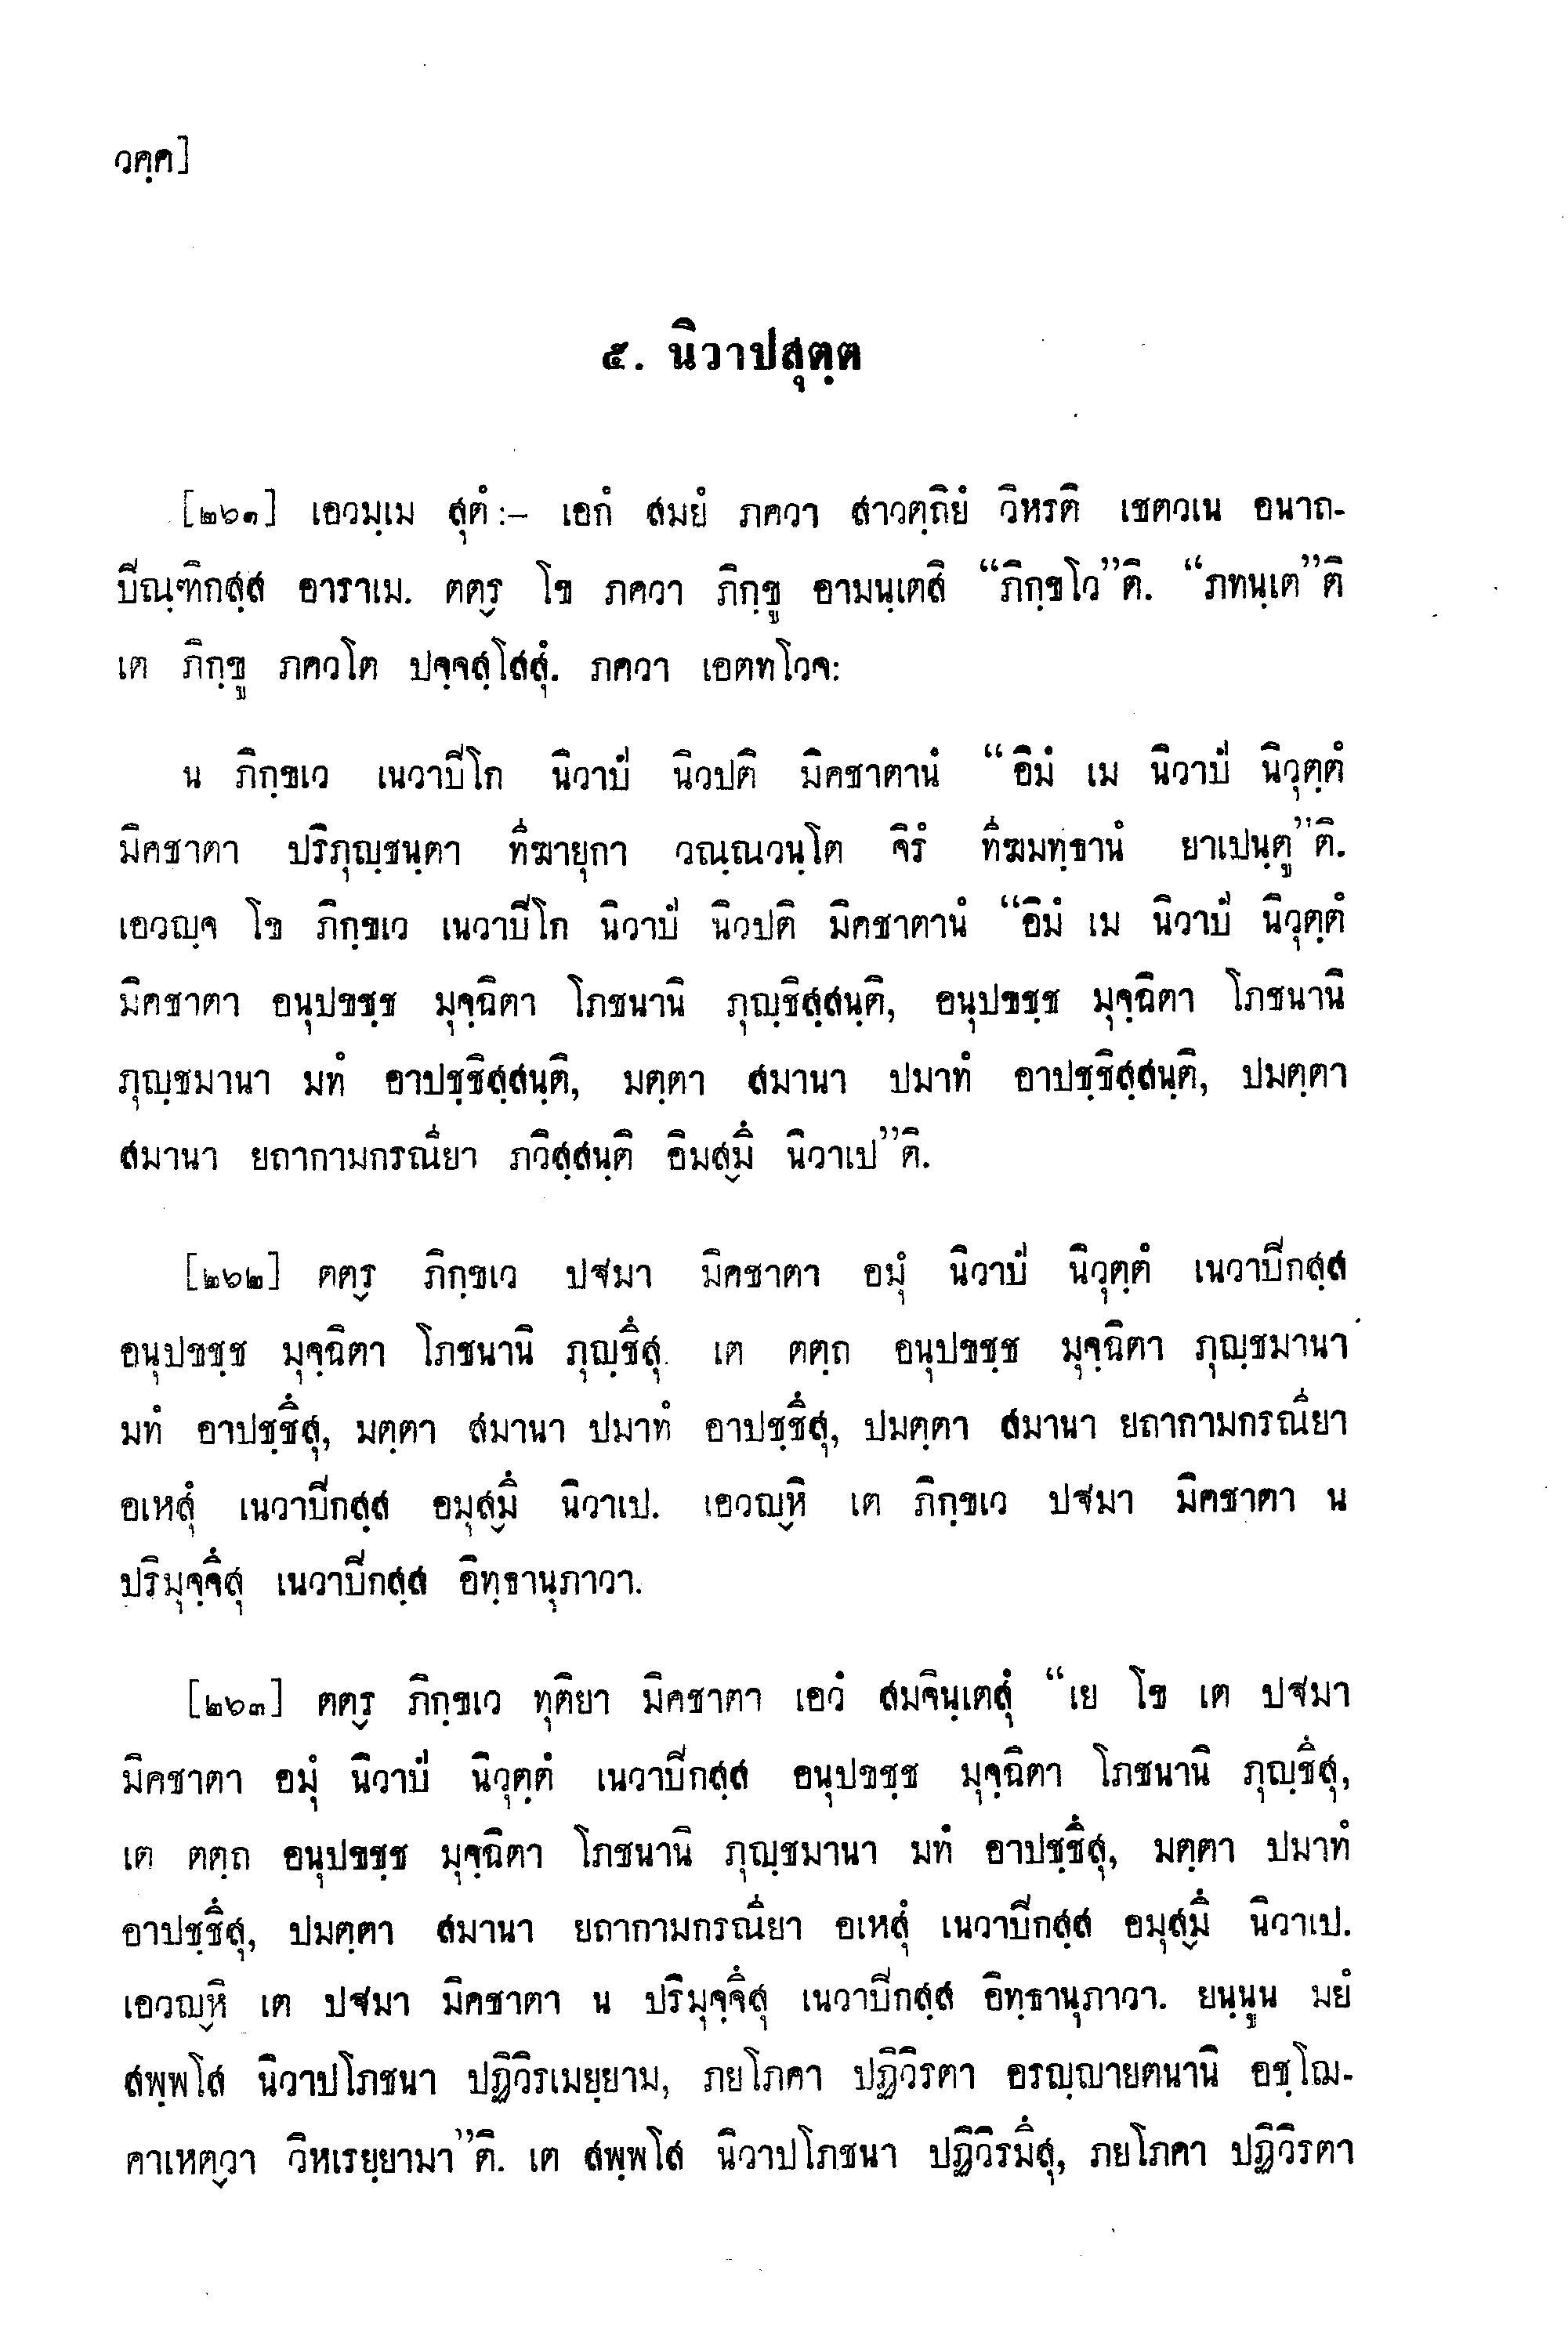 วคฺค]
๕. นิวาปสุตฺต
[๒๖๑] เอวมฺเม สุตํ :– เอกํ สมยํ ภควา สาวตฺถิยํ วิหรติ เชตวเน อนาถ-
ปิณฺฑิกสฺส อาราเม. ตตฺร โข ภควา ภิกฺขู อามนฺเตสิ “ภิกฺขโว”ติ. “ภทนฺเต”ติ
เต ภิกฺขู ภควโต ปจฺจสฺโสสุํ. ภควา เอตทโวจ:
น ภิกฺขเว เนวาปิโก นิวาปํ นิวปติ มิคชาตานํ “อิมํ เม นิวาปํ นิวุตฺตํ
มิคชาตา ปริภุญฺชนฺตา ทีฆายุกา วณฺณวนฺโต จิรํ ทีฆมทฺธานํ ยาเปนฺตู”ติ.
เอวญฺจ โข ภิกฺขเว เนวาปิโก นิวาปํ นิวปติ มิคชาตานํ “อิมํ เม นิวาปํ นิวุตฺตํ
มิคชาตา อนุปขชฺช มุจฺฉิตา โภชนานิ ภุญฺชิสฺสนฺติ, อนุปขชฺช มุจฺฉิตา โภชนานิ
ภุญฺชมานา มทํ อาปชฺชิสฺสนฺติ, มตฺตา สมานา ปมาทํ อาปชฺชิสฺสนฺติ, ปมตฺตา
สมานา ยถากามกรณียา ภวิสฺสนฺติ อิมสฺมึ นิวาเป”ติ.
[๒๖๒] ตตฺร ภิกฺขเว ปฐมา มิคชาตา อมุํ นิวาปํ นิวุตฺตํ เนวาปิกสฺส
อนุปขชฺช มุจฺฉิตา โภชนานิ ภุญฺชึสุ. เต ตตฺถ อนุปขชฺช มุจฺฉิตา ภุญฺชมานา
มทํ อาปชฺชึสุ, มตฺตา สมานา ปมาทํ อาปชฺชึสุ, ปมตฺตา สมานา ยถากามกรณียา
อเหสุํ เนวาปิกสฺส อมุสฺมึ นิวาเป. เอวญฺหิ เต ภิกฺขเว ปฐมา มิคชาตา น
ปริมุจฺจึสุ เนวาปิกสฺส อิทฺธานุภาวา.
[๒๖๓] ตตฺร ภิกฺขเว ทุติยา มิคชาตา เอวํ สมจินฺเตสุํ “เย โข เต ปฐมา
มิคชาตา อมุํ นิวาปํ นิวุตฺตํ เนวาปิกสฺส อนุปขชฺช มุจฺฉิตา โภชนานิ ภุญฺชึสุ,
เต ตตฺถ อนุปขชฺช มุจฺฉิตา โภชนานิ ภุญฺชมานา มทํ อาปชฺชึสุ, มตฺตา ปมาทํ
อาปชฺชึสุ, ปมตฺตา สมานา ยถากามกรณียา อเหสุํ เนวาปิกสฺส อมุสฺมึ นิวาเป.
เอวญฺหิ เต ปฐมา มิคชาตา น ปริมุจฺจึสุ เนวาปิกสฺส อิทฺธานุภาวา. ยนฺนูน มยํ
สพฺพโส นิวาปโภชนา ปฏิวิรเมยฺยาม, ภยโภคา ปฏิวิรตา อรญฺญายตนานิ อชฺโฌ-
คาเหตฺวา วิหเรยฺยามา”ติ. เต สพฺพโส นิวาปโภชนา ปฏิวิรมึสุ, ภยโภคา ปฏิวิรตา